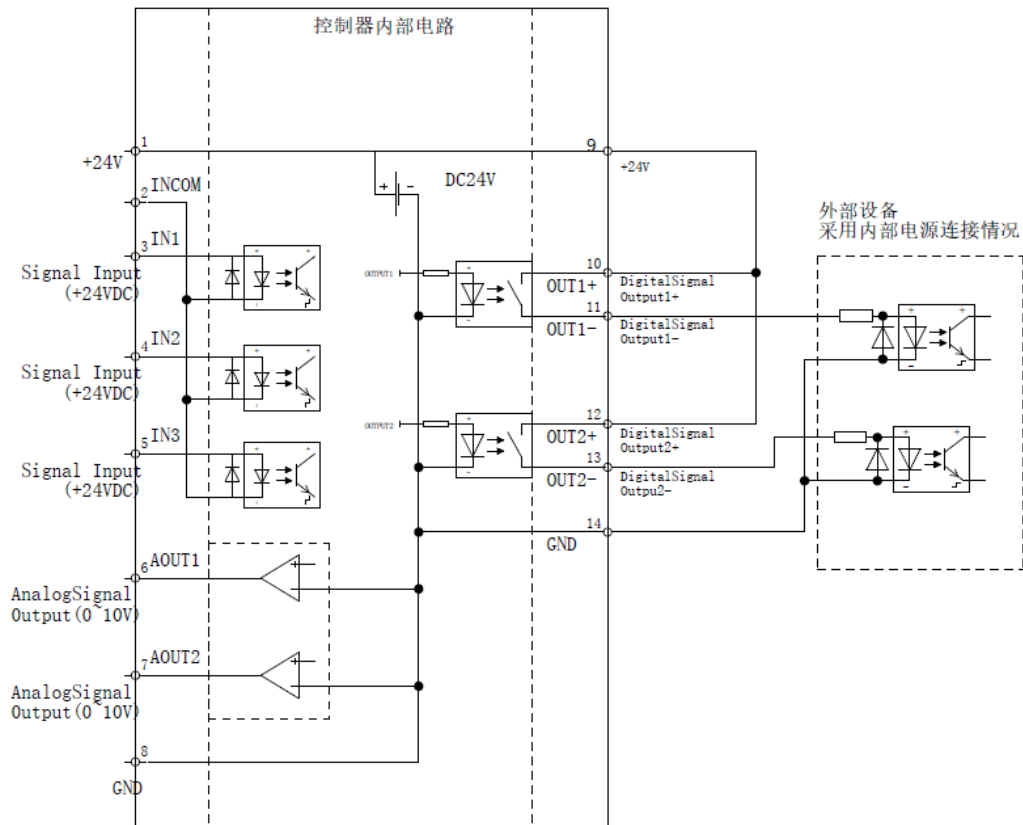 控制器内部电路
1
+24V
2
INCOM
3
IN1
Signal Input
(+24VDC)
4
IN2
Signal Input
(+24VDC)
5
IN3
Signal Input
(+24VDC)
6
AOUT1
AnalogSignal
Output(0~10V)
7
AOUT2
AnalogSignal
Output(0~10V)
8
GND
+ -
DC24V
OUTPUT1
OUTPUT2
9
+24V
10
OUT1+
DigitalSignal
Output1+
11
OUT1-
DigitalSignal
Output1-
12
OUT2+
DigitalSignal
Output2+
13
OUT2-
DigitalSignal
Outpu2-
14
GND
外部设备
采用内部电源连接情况